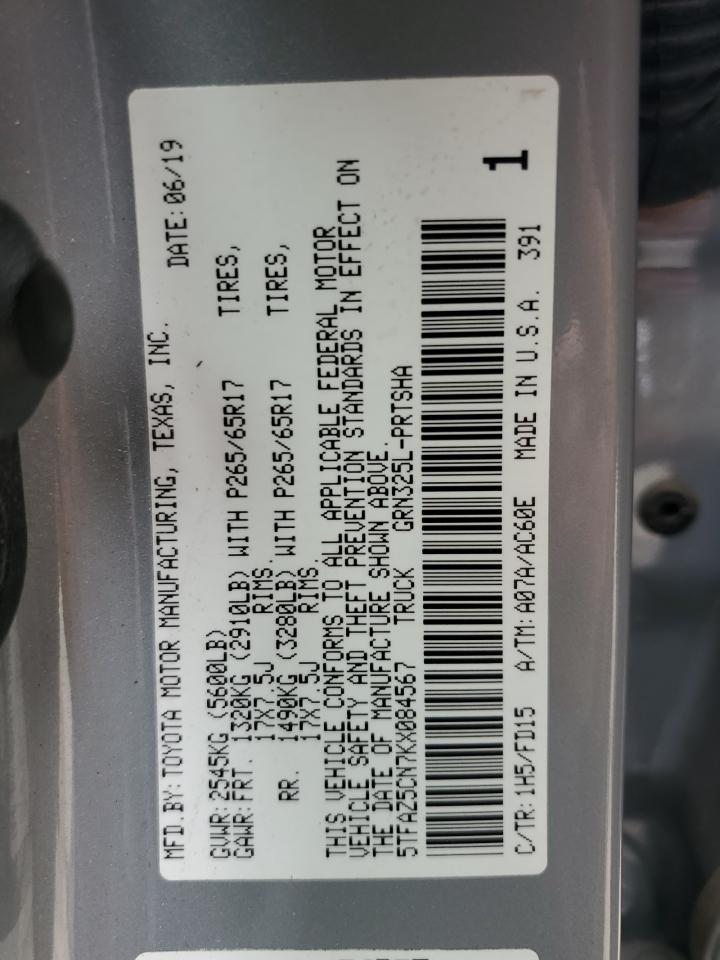 MFD.BY: TOYOTA MOTOR MANUFACTURING, TEXAS, INC.
DATE: 06/19
GVWR: 2545KG (5600LB)
GAWR: FRT. 1320KG (2910LB) WITH P265/65R17 TIRES,
17X7.5J RIMS.
RR. 1490KG (3280LB) WITH P265/65R17 TIRES,
17X7.5J RIMS.
THIS VEHICLE CONFORMS TO ALL APPLICABLE FEDERAL MOTOR
VEHICLE SAFETY AND THEFT PREVENTION STANDARDS IN EFFECT ON
THE DATE OF MANUFACTURE SHOWN ABOVE.
5TFAZ5CN7KX084567 TRUCK GRN325L-PRTSHA
1
C/TR: 1H5/FD15 A/TM: A07A/AC60E MADE IN U.S.A. 391